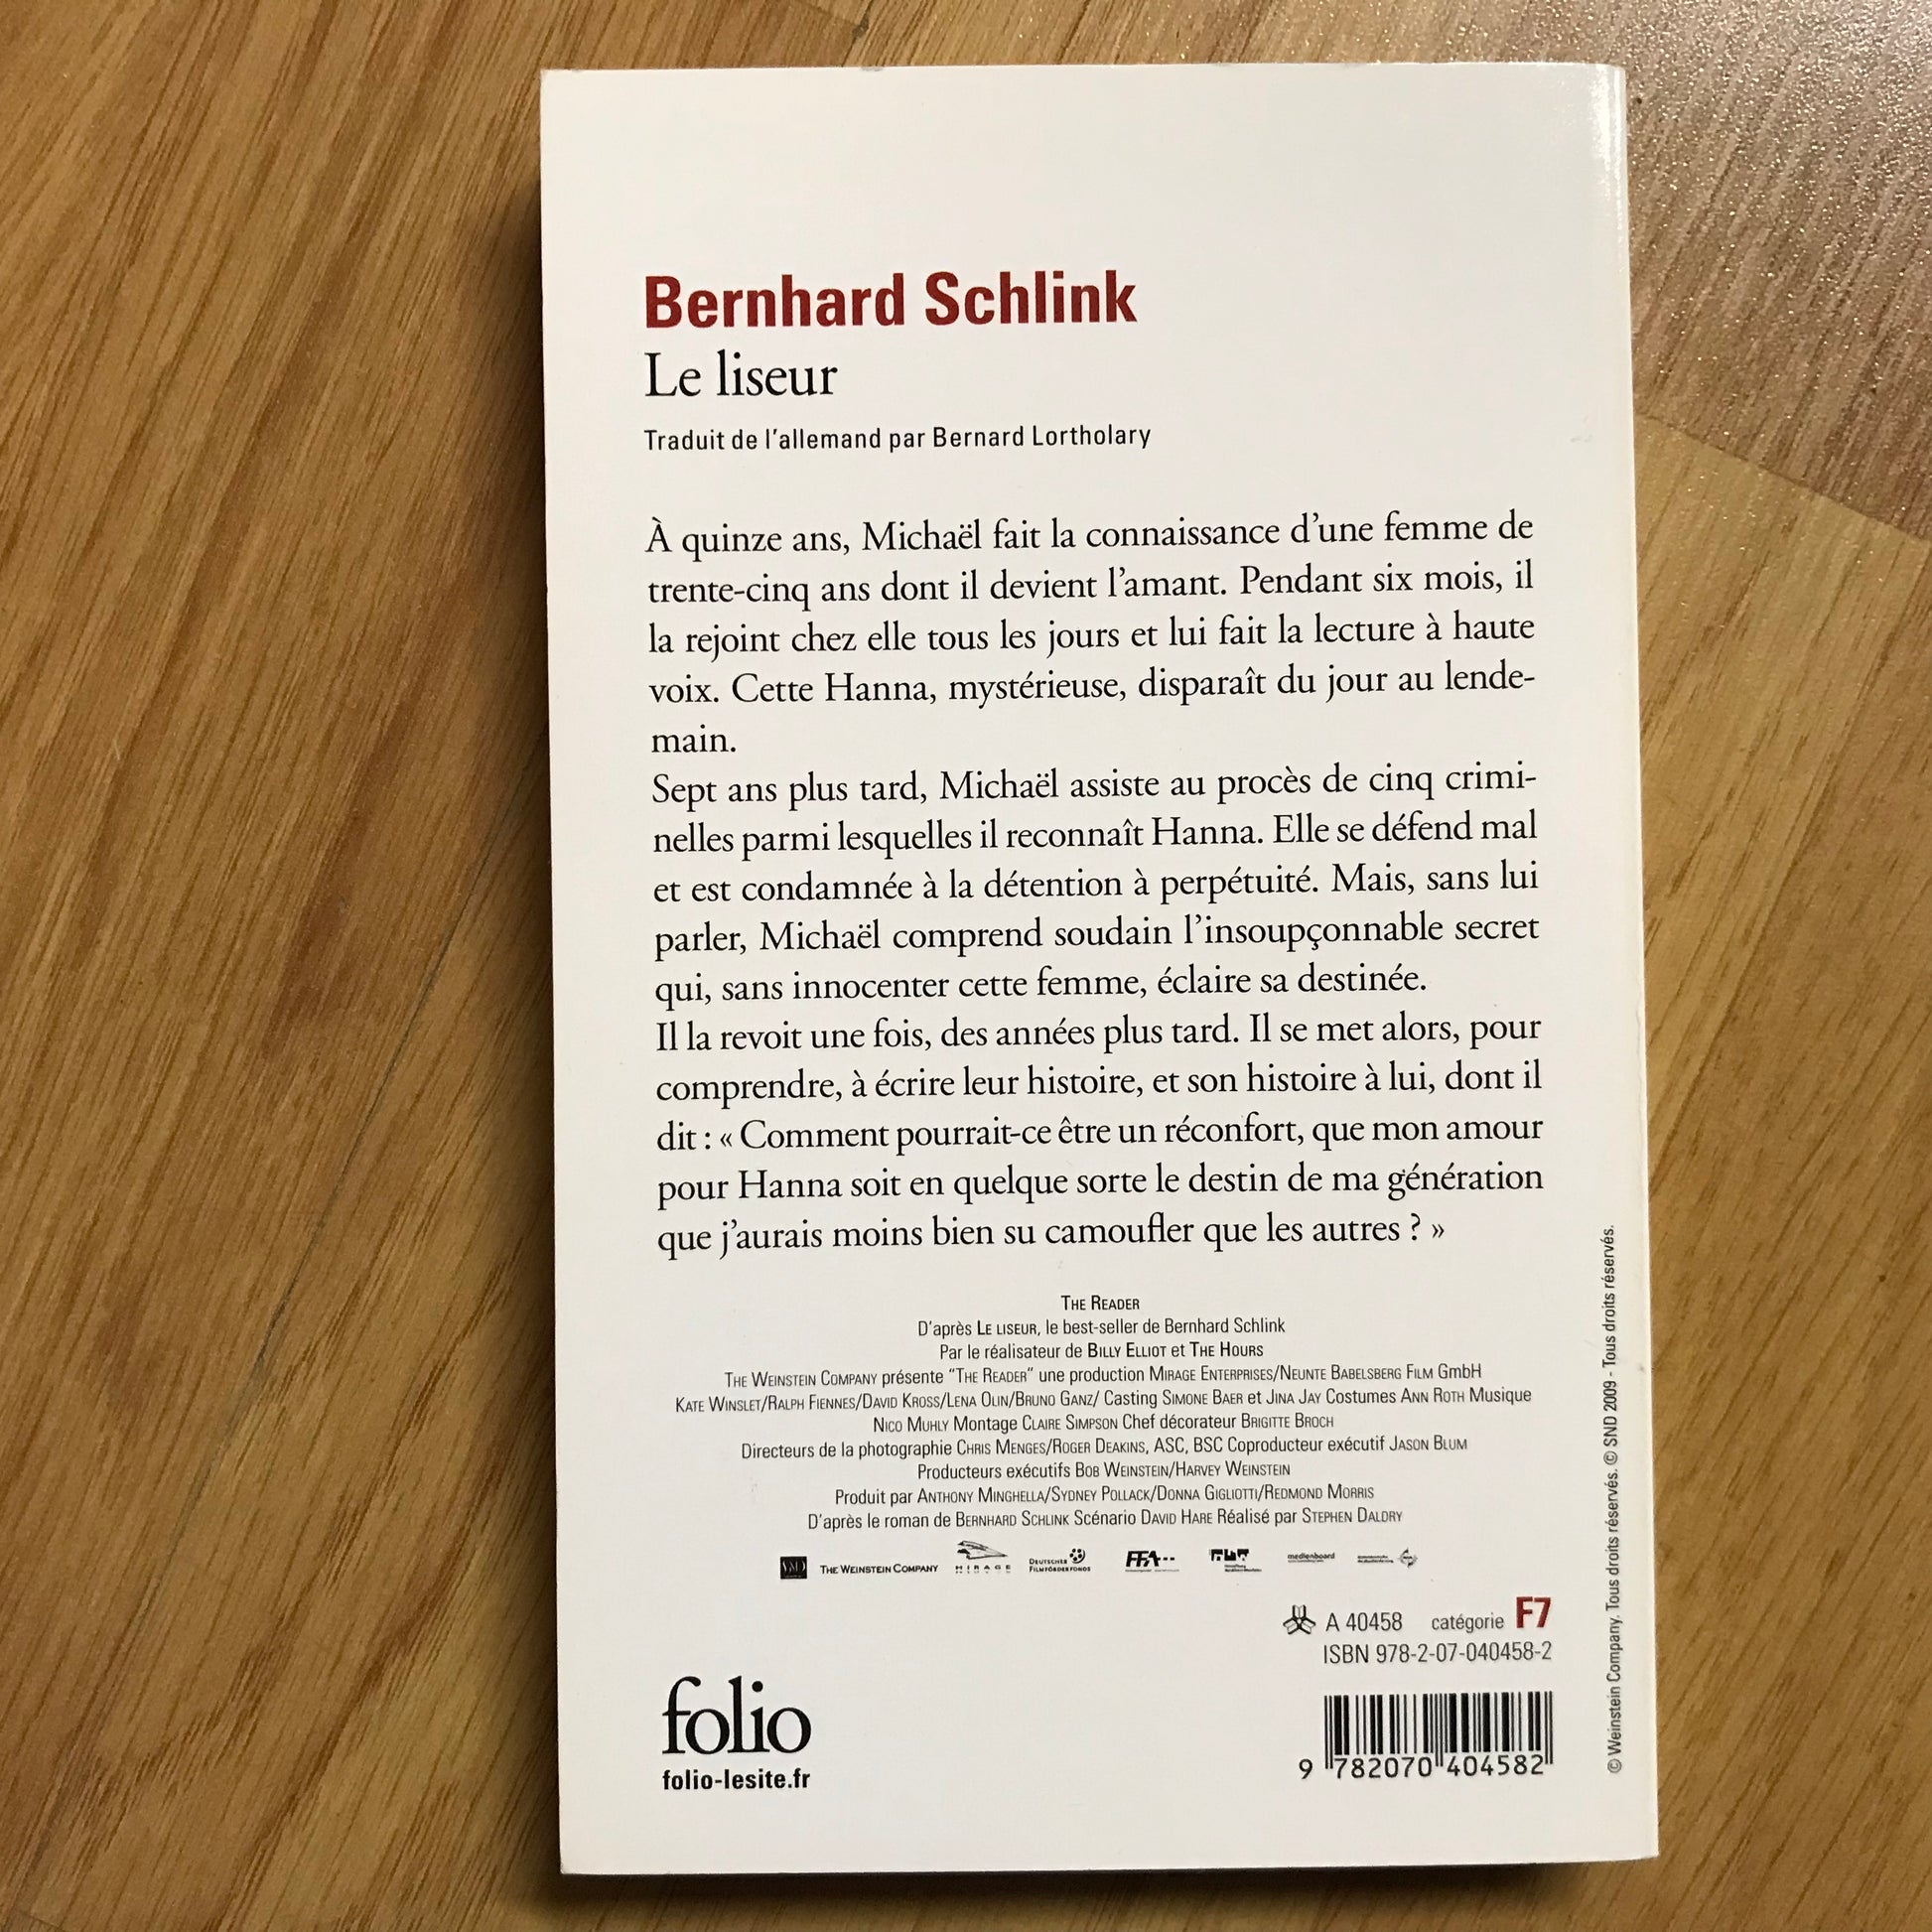 Bernhard Schlink
Le liseur
Traduit de l'allemand par Bernard Lortholary
À quinze ans, Michaël fait la connaissance d'une femme de
trente-cinq ans dont il devient l'amant. Pendant six mois, il
la rejoint chez elle tous les jours et lui fait la lecture à haute
voix. Cette Hanna, mystérieuse, disparaît du jour au lende-
main.
Sept ans plus tard, Michaël assiste au procès de cinq crimi-
nelles parmi lesquelles il reconnaît Hanna. Elle se défend mal
et est condamnée à la détention à perpétuité. Mais, sans lui
parler, Michaël comprend soudain l'insoupçonnable secret
qui, sans innocenter cette femme, éclaire sa destinée.
Il la revoit une fois, des années plus tard. Il se met alors, pour
comprendre, à écrire leur histoire, et son histoire à lui, dont il
dit : « Comment pourrait-ce être un réconfort, que mon amour
pour Hanna soit en quelque sorte le destin de ma génération
que j'aurais moins bien su camoufler que les autres ? »
THE READER
D'après LE LISEUR, le best-seller de Bernhard Schlink
Par le réalisateur de BILLY ELLIOT et THE HOURS
THE WEINSTEIN COMPANY présente "THE READER" une production MIRAGE ENTERPRISES/NEUNTE BABELSBERG FILM GmbH
KATE WINSLET/RALPH FIENNES/DAVID KROSS/LENA OLIN/BRUNO GANZ/ Casting SIMONE BAER et JINA JAY Costumes ANN ROTH Musique
NICO MUHLY Montage CLAIRE SIMPSON Chef décorateur BRIGITTE BROCH
Directeurs de la photographie CHRIS MENGES/ROGER DEAKINS, ASC, BSC Coproducteur exécutif JASON BLUM
Producteurs exécutifs BOB WEINSTEIN/HARVEY WEINSTEIN
Produit par ANTHONY MINGHELLA/SYDNEY POLLACK/DONNA GIGLIOTTI/REDMOND MORRIS
D'après le roman de BERNHARD SCHLINK Scénario DAVID HARE Réalisé par STEPHEN DALDRY
THE WEINSTEIN COMPANY MIRAGE DEUTSCHER FILMFÖRDERFONDS FFA medienboard
A 40458 catégorie F7
ISBN 978-2-07-040458-2
9 782070 404582
folio
folio-lesite.fr
© Weinstein Company. Tous droits réservés. © SND 2009 - Tous droits réservés.